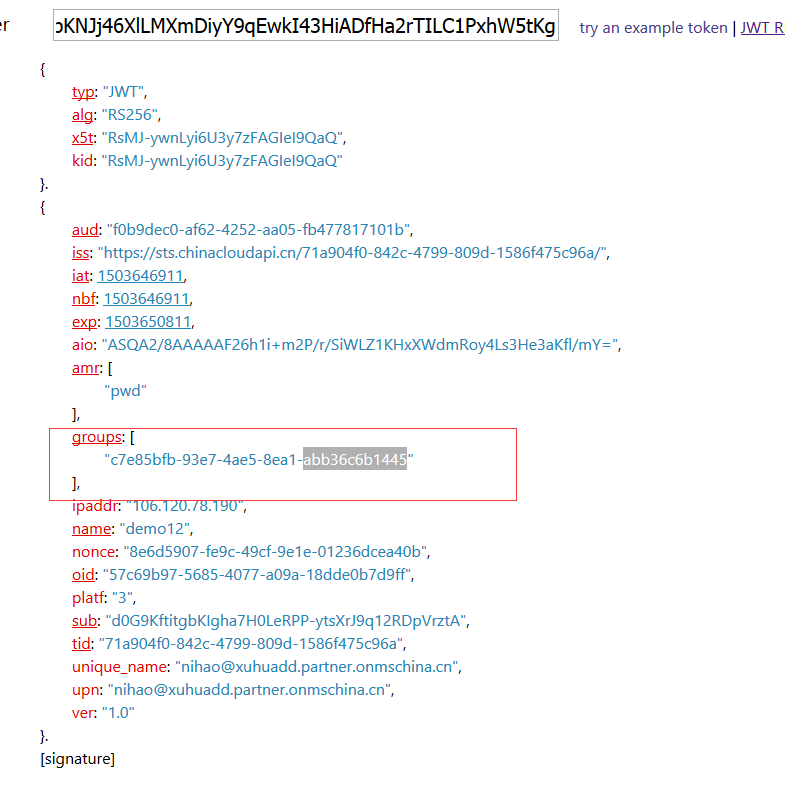 er ɔKNJj46XlLMXmDiyY9qEwkI43HiADfHa2rTILC1PxhW5tKg try an example token | JWT R
{
typ: "JWT",
alg: "RS256",
x5t: "RsMJ-ywnLyi6U3y7zFAGIeI9QaQ",
kid: "RsMJ-ywnLyi6U3y7zFAGIeI9QaQ"
}.
{
aud: "f0b9dec0-af62-4252-aa05-fb477817101b",
iss: "https://sts.chinacloudapi.cn/71a904f0-842c-4799-809d-1586f475c96a/",
iat: 1503646911,
nbf: 1503646911,
exp: 1503650811,
aio: "ASQA2/8AAAAAF26h1i+m2P/r/SiWLZ1KHxXWdmRoy4Ls3He3aKfl/mY=",
amr: [
"pwd"
],
groups: [
"c7e85bfb-93e7-4ae5-8ea1-abb36c6b1445"
],
ipaddr: "106.120.78.190",
name: "demo12",
nonce: "8e6d5907-fe9c-49cf-9e1e-01236dcea40b",
oid: "57c69b97-5685-4077-a09a-18dde0b7d9ff",
platf: "3",
sub: "d0G9KftitgbKIgha7H0LeRPP-ytsXrJ9q12RDpVrztA",
tid: "71a904f0-842c-4799-809d-1586f475c96a",
unique_name: "nihao@xuhuadd.partner.onmschina.cn",
upn: "nihao@xuhuadd.partner.onmschina.cn",
ver: "1.0"
}.
[signature]